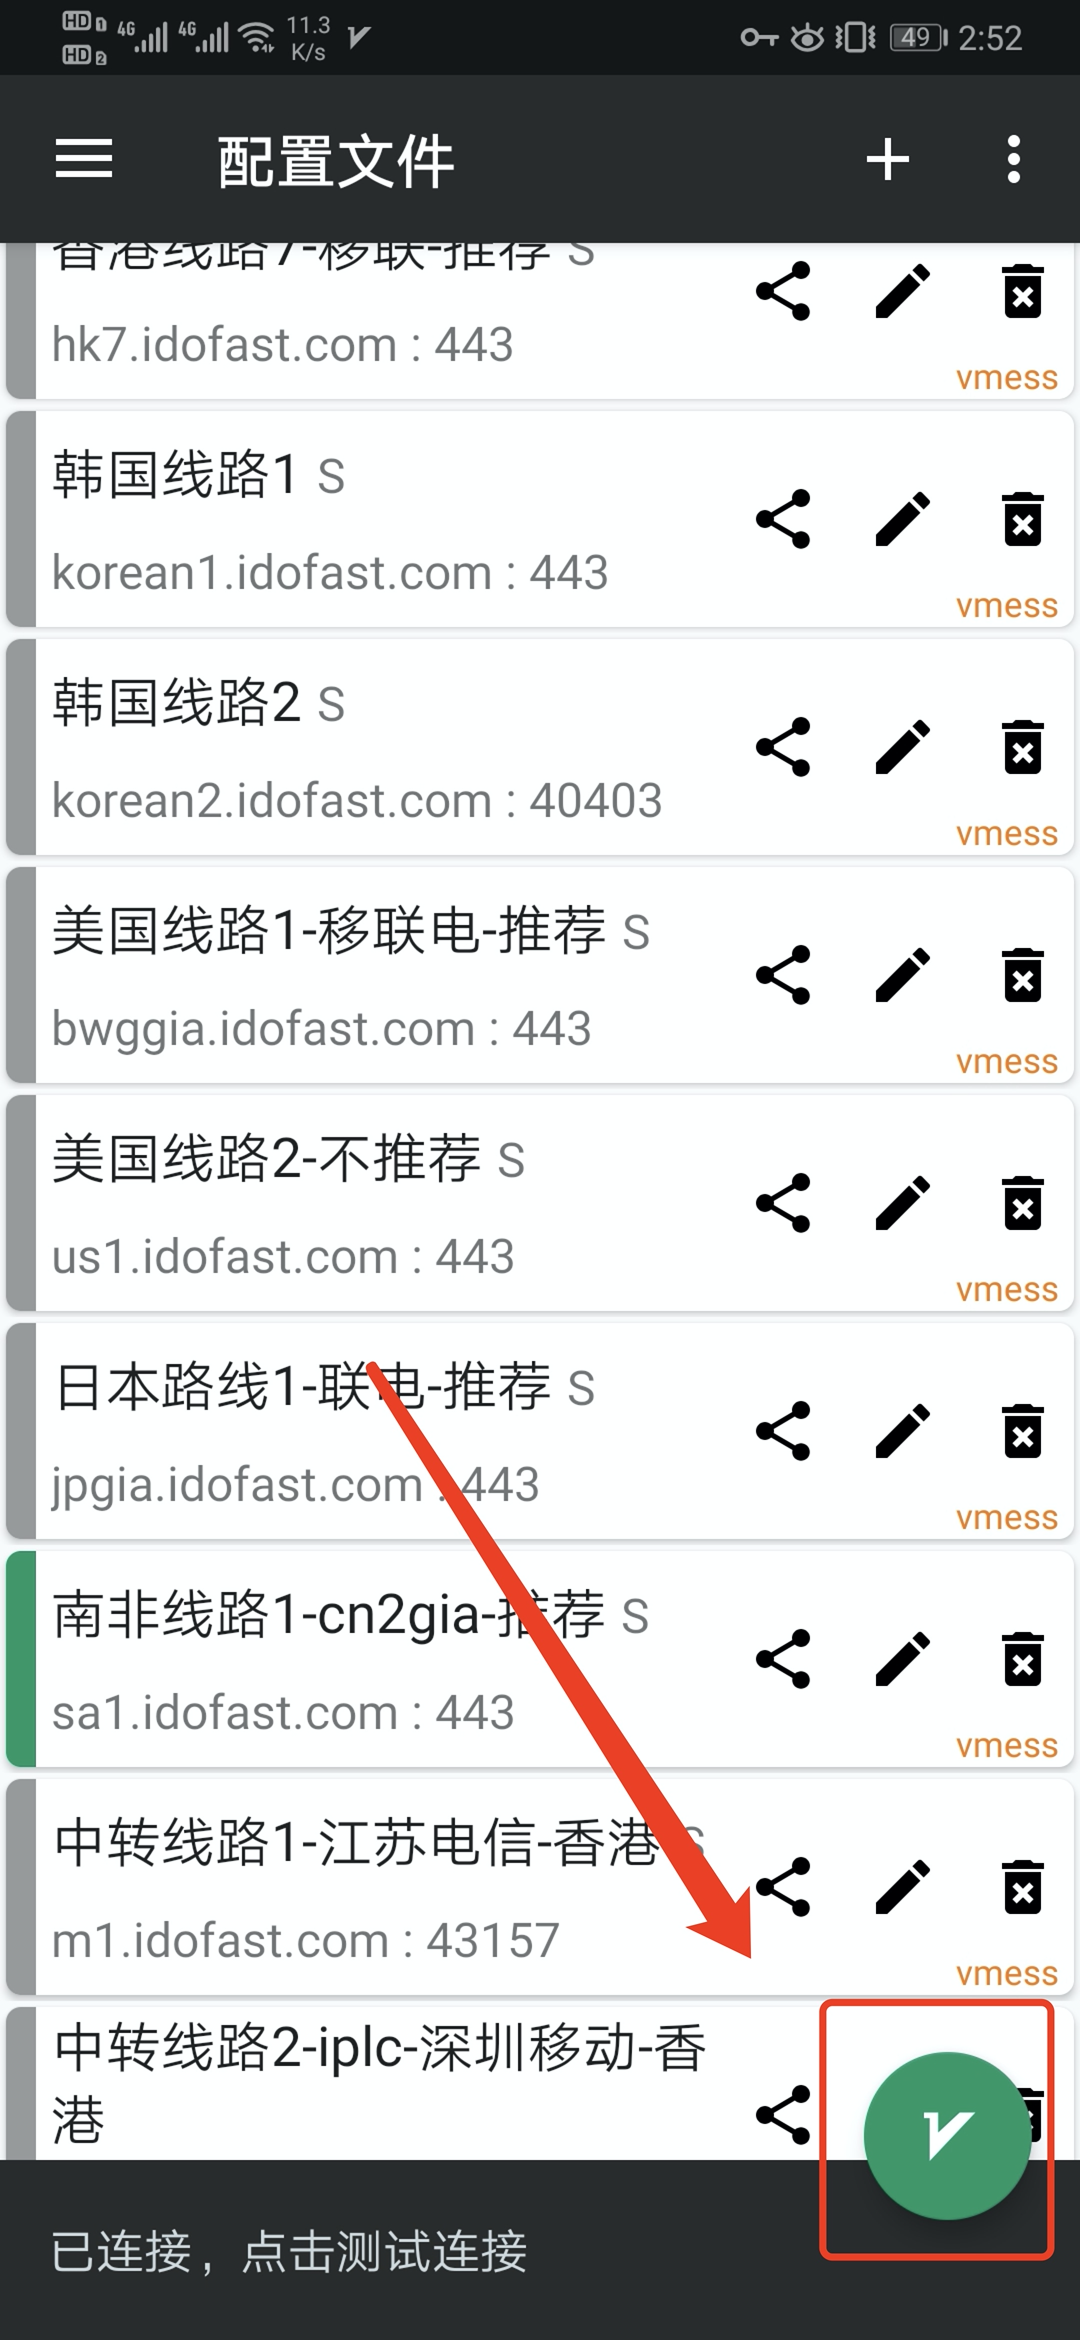 HD 1 4G 4G 11.3 K/s 49 2:52
HD 2
配置文件
香港线路7-移联-推荐 S
hk7.idofast.com : 443
vmess
韩国线路1 S
korean1.idofast.com : 443
vmess
韩国线路2 S
korean2.idofast.com : 40403
vmess
美国线路1-移联电-推荐 S
bwggia.idofast.com : 443
vmess
美国线路2-不推荐 S
us1.idofast.com : 443
vmess
日本路线1-联电-推荐 S
jpgia.idofast.com : 443
vmess
南非线路1-cn2gia-推荐 S
sa1.idofast.com : 443
vmess
中转线路1-江苏电信-香港 S
m1.idofast.com : 43157
vmess
中转线路2-iplc-深圳移动-香
港
已连接，点击测试连接